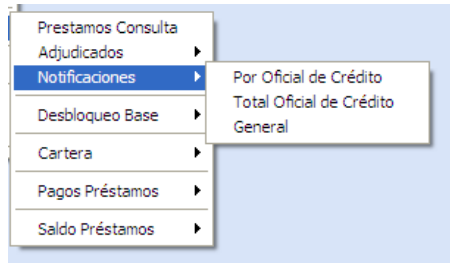 Prestamos Consulta
Adjudicados
Notificaciones
Desbloqueo Base
Cartera
Pagos Préstamos
Saldo Préstamos
Por Oficial de Crédito
Total Oficial de Crédito
General